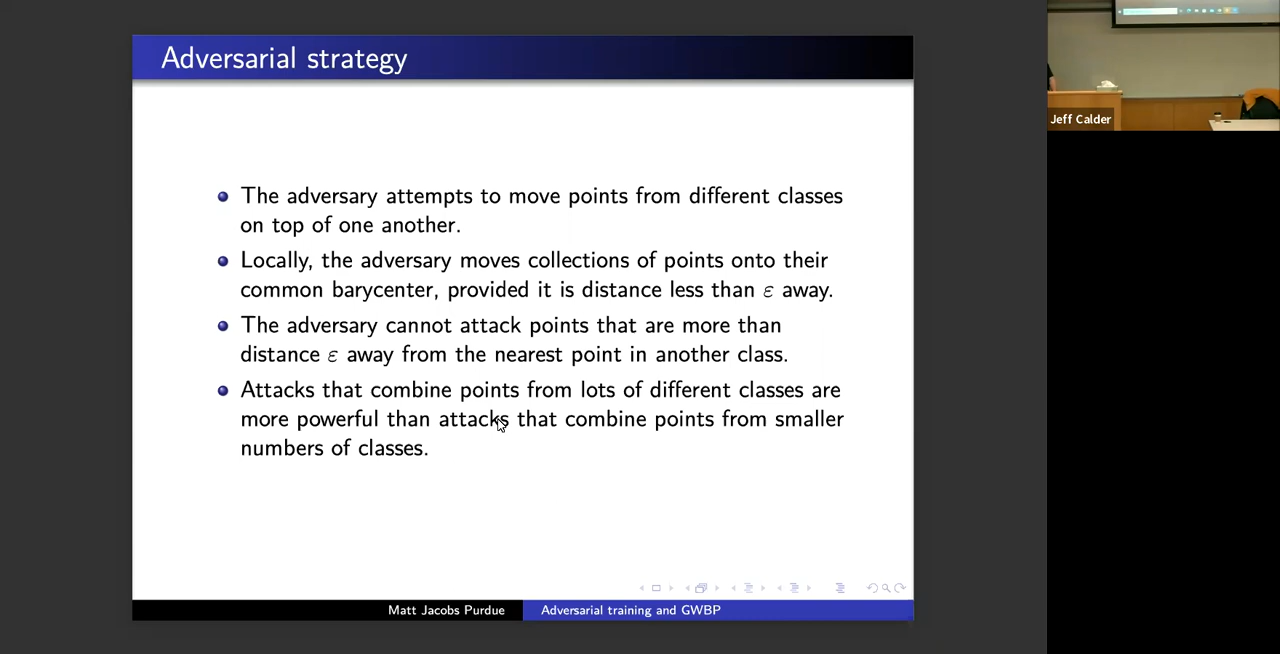 Adversarial strategy
The adversary attempts to move points from different classes
on top of one another.
Locally, the adversary moves collections of points onto their
common barycenter, provided it is distance less than ε away.
The adversary cannot attack points that are more than
distance ε away from the nearest point in another class.
Attacks that combine points from lots of different classes are
more powerful than attacks that combine points from smaller
numbers of classes.
Matt Jacobs Purdue
Adversarial training and GWBP
Jeff Calder